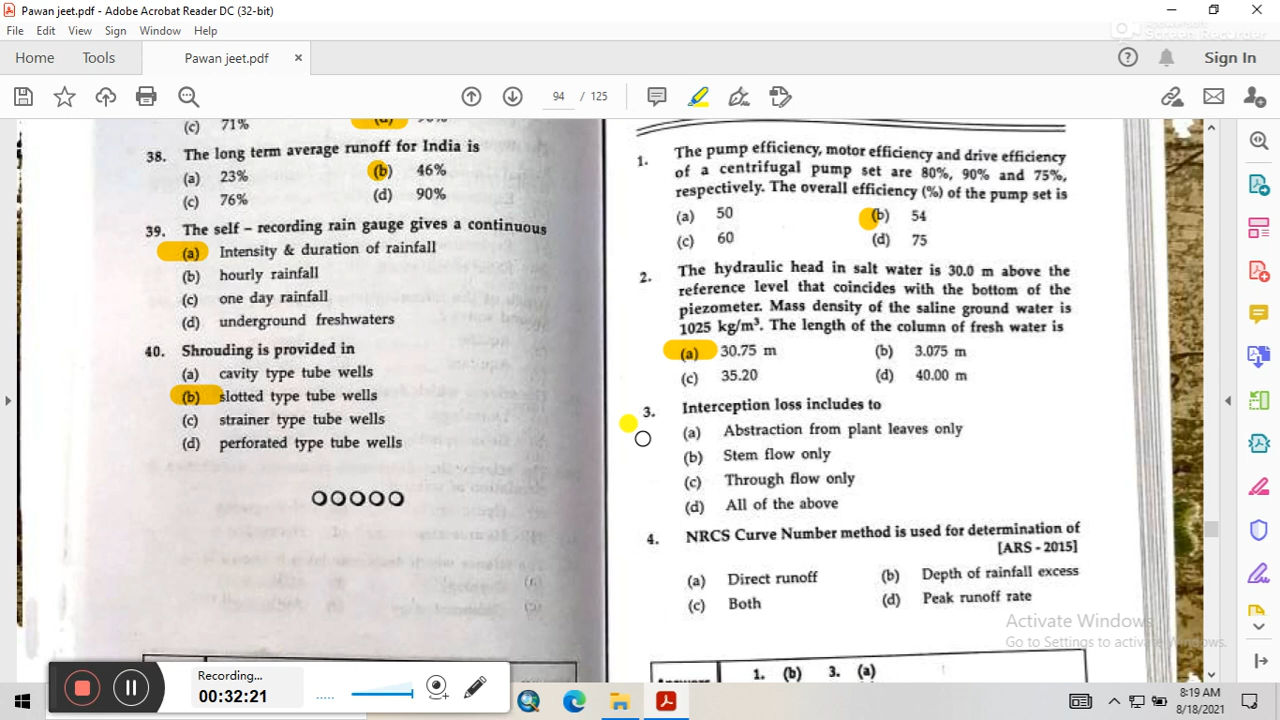 Pawan jeet.pdf - Adobe Acrobat Reader DC (32-bit)
File Edit View Sign Window Help
Home Tools Pawan jeet.pdf × Sign In
94 / 125
Screen Recorder
(c) 71% (d) 90%
38. The long term average runoff for India is
(a) 23% (b) 46%
(c) 76% (d) 90%
39. The self – recording rain gauge gives a continuous
(a) Intensity & duration of rainfall
(b) hourly rainfall
(c) one day rainfall
(d) underground freshwaters
40. Shrouding is provided in
(a) cavity type tube wells
(b) slotted type tube wells
(c) strainer type tube wells
(d) perforated type tube wells
1. The pump efficiency, motor efficiency and drive efficiency
of a centrifugal pump set are 80%, 90% and 75%,
respectively. The overall efficiency (%) of the pump set is
(a) 50 (b) 54
(c) 60 (d) 75
2. The hydraulic head in salt water is 30.0 m above the
reference level that coincides with the bottom of the
piezometer. Mass density of the saline ground water is
1025 kg/m³. The length of the column of fresh water is
(a) 30.75 m (b) 3.075 m
(c) 35.20 (d) 40.00 m
3. Interception loss includes to
(a) Abstraction from plant leaves only
(b) Stem flow only
(c) Through flow only
(d) All of the above
4. NRCS Curve Number method is used for determination of
[ARS - 2015]
(a) Direct runoff (b) Depth of rainfall excess
(c) Both (d) Peak runoff rate
Answers 1. (b) 3. (a)
Activate Windows
Go to Settings to activate Windows.
Recording...
00:32:21
8:19 AM
8/18/2021